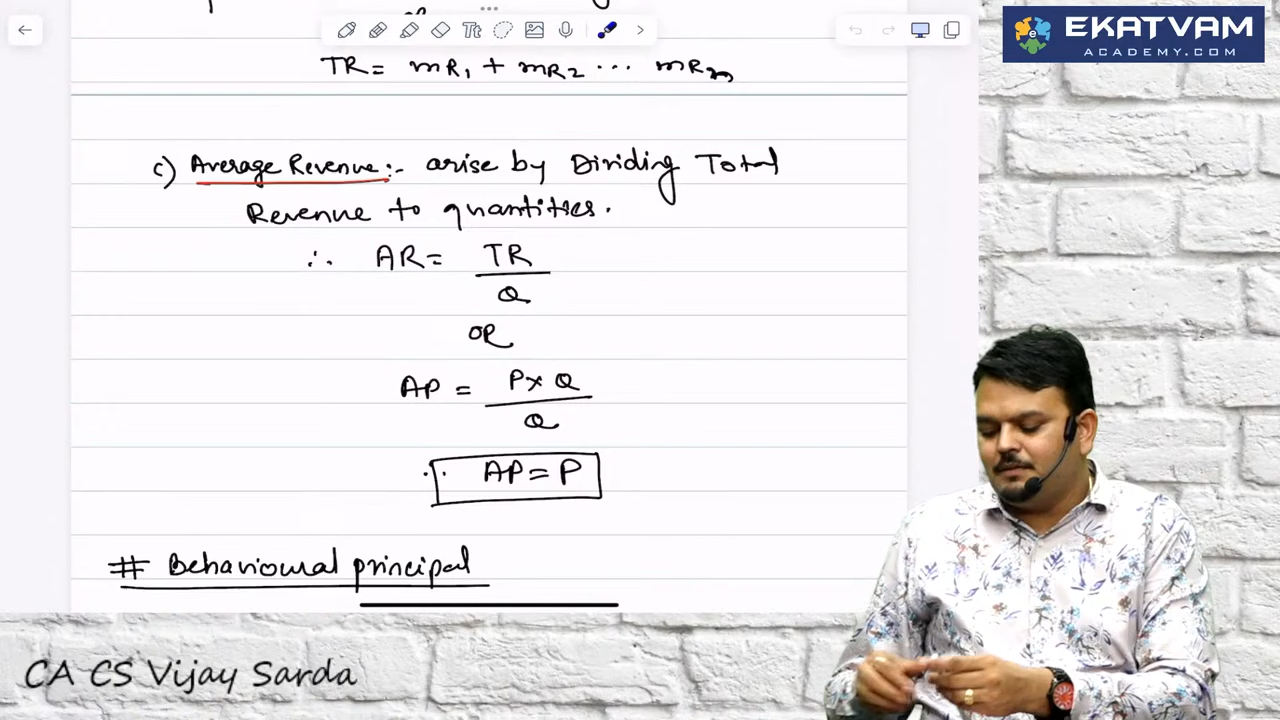 EKATVAM
ACADEMY.COM
TR = MR1 + MR2 ... MRn
c) Average Revenue:- arise by Dividing Total
Revenue to quantities.
∴ AR = TR
Q
OR
AP = P x Q
Q
∴ AP = P
# Behavioural principal
CA CS Vijay Sarda